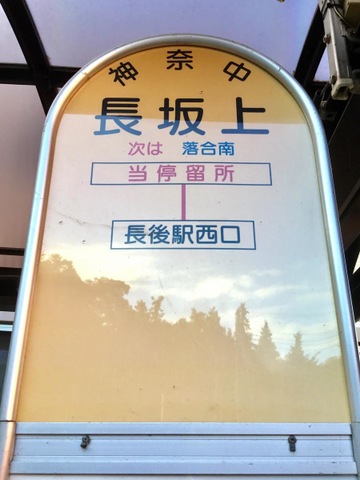 神奈中
長坂上
次は 落合南
当停留所
長後駅西口